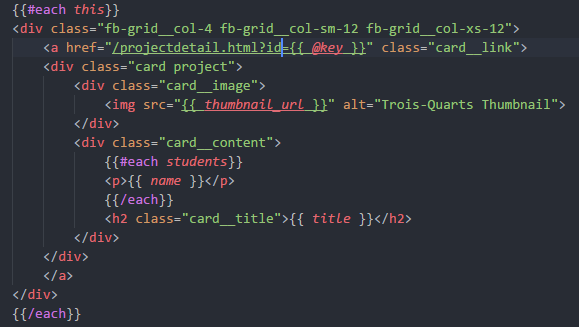 {{#each this}}
<div class="fb-grid__col-4 fb-grid__col-sm-12 fb-grid__col-xs-12">
<a href="/projectdetail.html?id={{ @key }}" class="card__link">
<div class="card project">
<div class="card__image">
<img src="{{ thumbnail_url }}" alt="Trois-Quarts Thumbnail">
</div>
<div class="card__content">
{{#each students}}
<p>{{ name }}</p>
{{/each}}
<h2 class="card__title">{{ title }}</h2>
</div>
</div>
</a>
</div>
{{/each}}